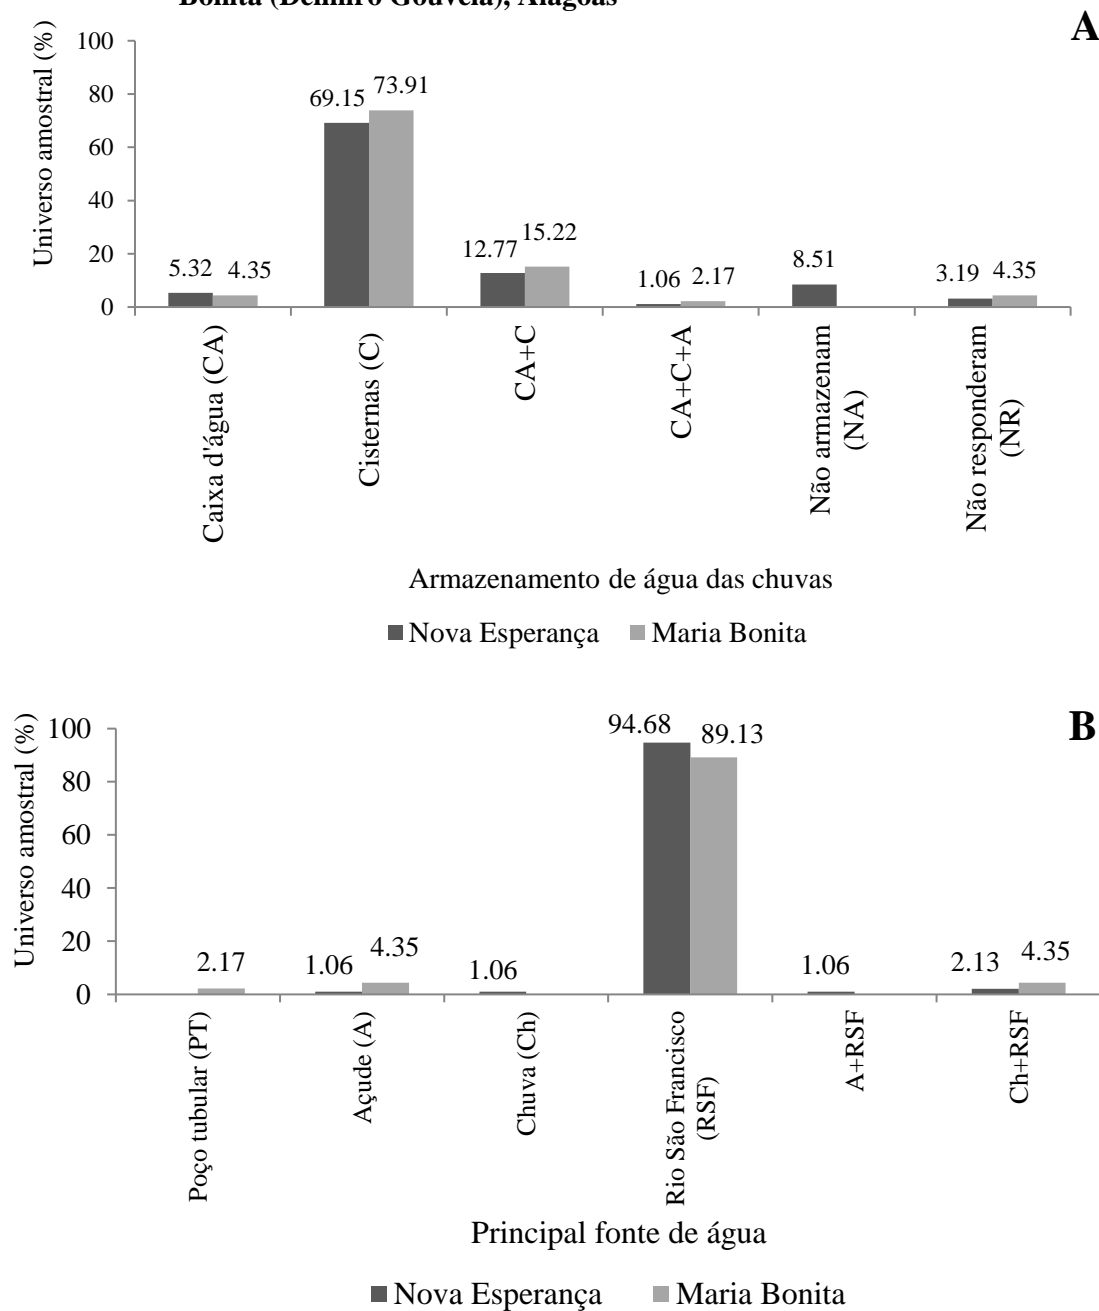 Bonita (Delmiro Gouveia), Alagoas
A
Universo amostral (%)
100
80
60
40
20
0
69.15 73.91
5.32 4.35
12.77 15.22
1.06 2.17
8.51
3.19 4.35
Caixa d'água (CA)
Cisternas (C)
CA+C
CA+C+A
Não armazenam
(NA)
Não responderam
(NR)
Armazenamento de água das chuvas
Nova Esperança Maria Bonita
B
Universo amostral (%)
100
80
60
40
20
0
2.17
1.06 4.35
1.06
94.68 89.13
1.06
2.13 4.35
Poço tubular (PT)
Açude (A)
Chuva (Ch)
Rio São Francisco
(RSF)
A+RSF
Ch+RSF
Principal fonte de água
Nova Esperança Maria Bonita